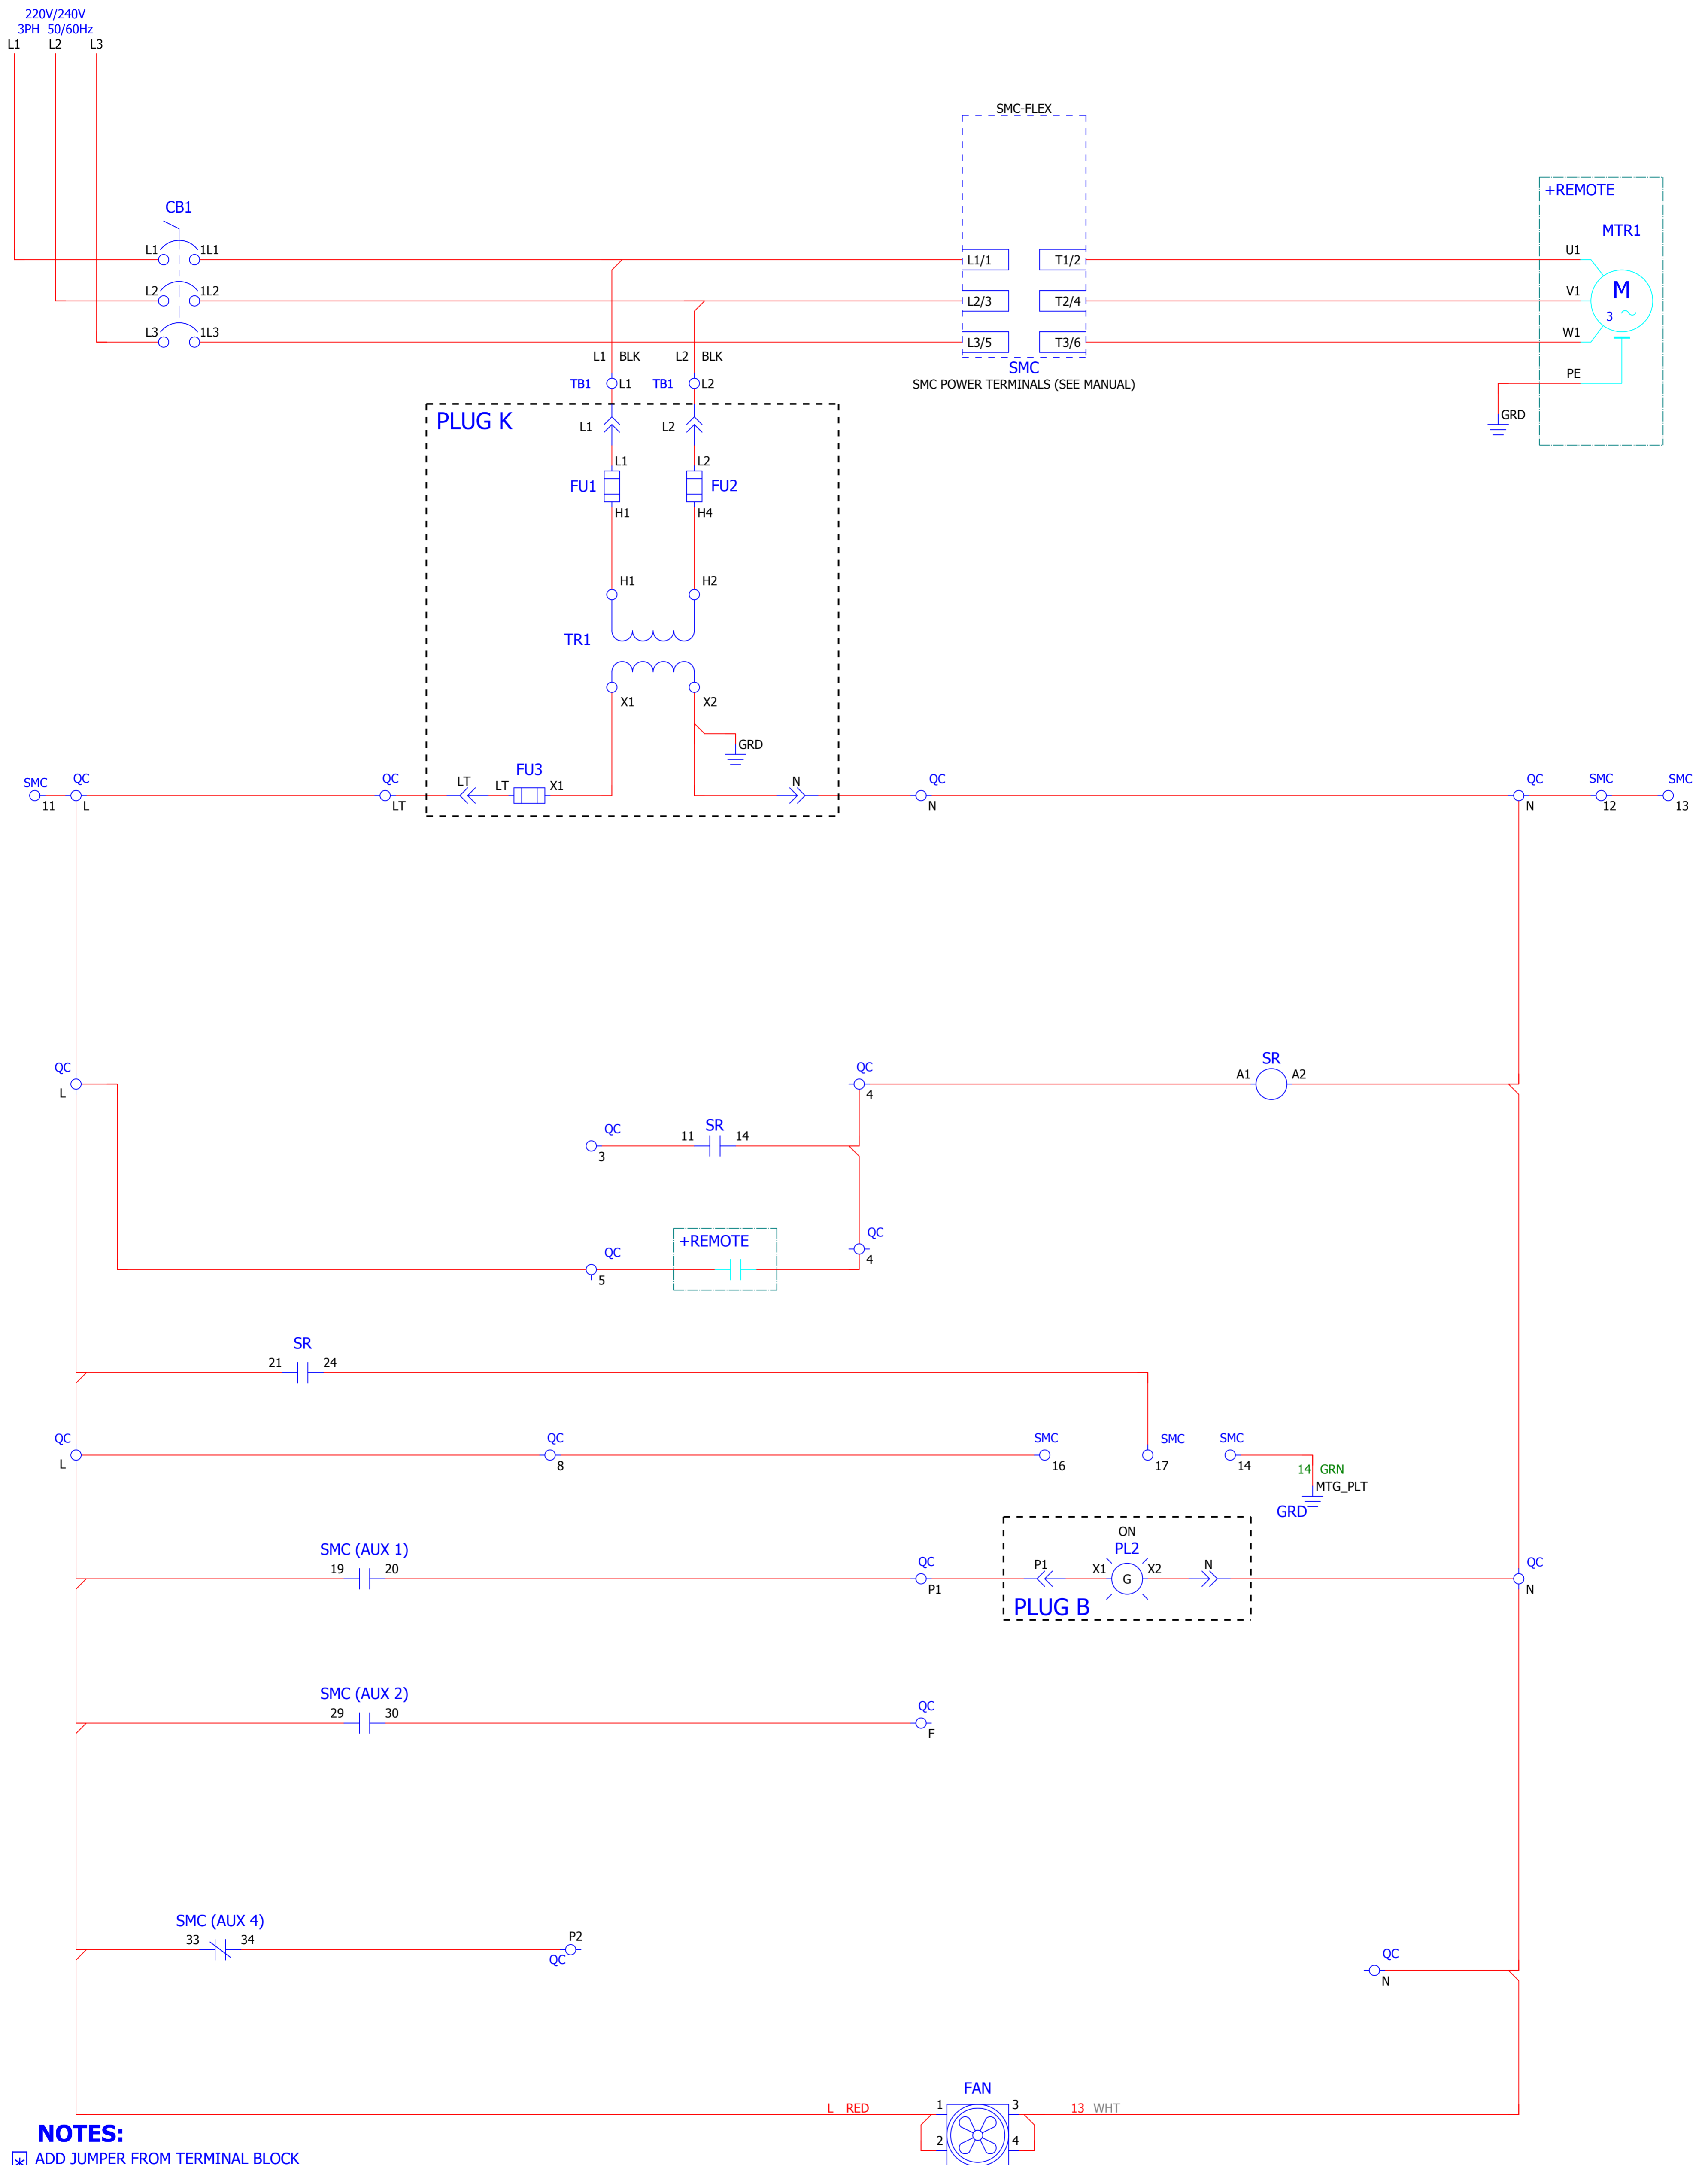 220V/240V
3PH 50/60Hz
L1 L2 L3
SMC-FLEX
+REMOTE
CB1
MTR1
L1 1L1 L1/1 T1/2 U1
L2 1L2 L2/3 T2/4 V1
M
3
L3 1L3 L3/5 T3/6 W1
L1 BLK L2 BLK
SMC
SMC POWER TERMINALS (SEE MANUAL)
PE
TB1 L1 TB1 L2
GRD
PLUG K
L1 L2
L1 L2
FU1 FU2
H1 H4
H1 H2
TR1
X1 X2
GRD
FU3
SMC QC QC LT LT X1 N QC QC SMC SMC
11 L LT N N 12 13
QC QC SR
A1 A2
L 4
QC SR
11 14
3
QC
+REMOTE
QC
4
5
SR
21 24
QC QC SMC SMC SMC
L 8 16 17 14
14 GRN
MTG_PLT
GRD
ON
PL2
SMC (AUX 1)
19 20 QC P1 X1 G X2 N QC
P1 N
PLUG B
SMC (AUX 2)
29 30 QC
F
SMC (AUX 4)
33 34 P2
QC
QC
N
FAN
L RED 1 3 13 WHT
2 4
NOTES:
* ADD JUMPER FROM TERMINAL BLOCK